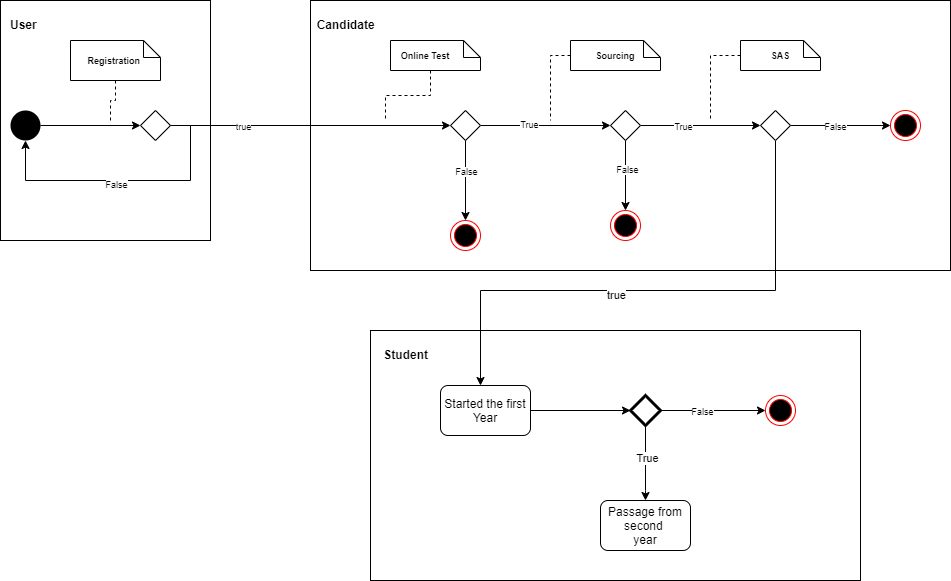 User
Candidate
Registration
Online Test
Sourcing
SAS
true
True
True
False
False
False
False
true
Student
Started the first
Year
False
True
Passage from
second
year